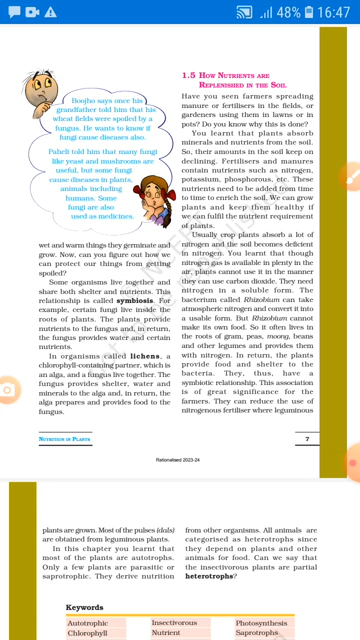 48% 16:47
Boojho says once his
grandfather told him that his
wheat fields were spoiled by a
fungus. He wants to know if
fungi cause diseases also.
Paheli told him that many fungi
like yeast and mushrooms are
useful, but some fungi
cause diseases in plants,
animals including
humans. Some
fungi are also
used as medicines.
wet and warm things they germinate and
grow. Now, can you figure out how we
can protect our things from getting
spoiled?
Some organisms live together and
share both shelter and nutrients. This
relationship is called symbiosis. For
example, certain fungi live inside the
roots of plants. The plants provide
nutrients to the fungus and, in return,
the fungus provides water and certain
nutrients.
In organisms called lichens, a
chlorophyll-containing partner, which
is an alga, and a fungus live together. The
fungus provides shelter, water and
minerals to the alga and, in return, the
alga prepares and provides food to the
fungus.
1.5 HOW NUTRIENTS ARE
REPLENISHED IN THE SOIL
Have you seen farmers spreading
manure or fertilisers in the fields, or
gardeners using them in lawns or in
pots? Do you know why this is done?
You learnt that plants absorb
minerals and nutrients from the soil.
So, their amounts in the soil keep on
declining. Fertilisers and manures
contain nutrients such as nitrogen,
potassium, phosphorous, etc. These
nutrients need to be added from time
to time to enrich the soil. We can grow
plants and keep them healthy if
we can fulfil the nutrient requirement
of plants.
Usually crop plants absorb a lot of
nitrogen and the soil becomes deficient
in nitrogen. You learnt that though
nitrogen gas is available in plenty in the
air, plants cannot use it in the manner
they can use carbon dioxide. They need
nitrogen in a soluble form. The
bacterium called Rhizobium can take
atmospheric nitrogen and convert it into
a usable form. But Rhizobium cannot
make its own food. So it often lives in
the roots of gram, peas, moong, beans
and other legumes and provides them
with nitrogen. In return, the plants
provide food and shelter to the
bacteria. They, thus, have a
symbiotic relationship. This association
is of great significance for the
farmers. They can reduce the use of
nitrogenous fertiliser where leguminous
NUTRITION IN PLANTS
7
Rationalised 2023-24
plants are grown. Most of the pulses (dals)
are obtained from leguminous plants.
In this chapter you learnt that
most of the plants are autotrophs.
Only a few plants are parasitic or
saprotrophic. They derive nutrition
from other organisms. All animals are
categorised as heterotrophs since
they depend on plants and other
animals for food. Can we say that
the insectivorous plants are partial
heterotrophs?
Keywords
Autotrophic Insectivorous Photosynthesis
Chlorophyll Nutrient Saprotrophs